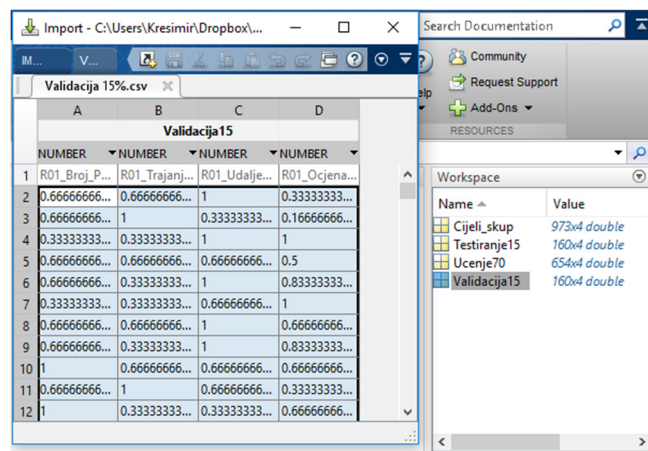 Import - C:\Users\Kresimir\Dropbox\...
Search Documentation
IM... V...
Community
Request Support
elp
Add-Ons
RESOURCES
Validacija 15%.csv
A B C D
Validacija15
NUMBER NUMBER NUMBER NUMBER
1 R01_Broj_P... R01_Trajanj... R01_Udalje... R01_Ocjena...
2 0.66666666... 0.66666666... 1 0.33333333...
3 0.66666666... 1 0.33333333... 0.16666666...
4 0.33333333... 0.33333333... 1 1
5 0.66666666... 0.66666666... 0.66666666... 0.5
6 0.66666666... 0.33333333... 1 0.83333333...
7 0.33333333... 0.33333333... 0.66666666... 1
8 0.66666666... 0.66666666... 1 0.66666666...
9 0.66666666... 0.33333333... 1 0.83333333...
10 1 0.66666666... 0.66666666... 0.66666666...
11 0.66666666... 1 0.66666666... 0.33333333...
12 1 0.33333333... 0.33333333... 0.66666666...
Workspace
Name Value
Cijeli_skup 973x4 double
Testiranje15 160x4 double
Ucenje70 654x4 double
Validacija15 160x4 double